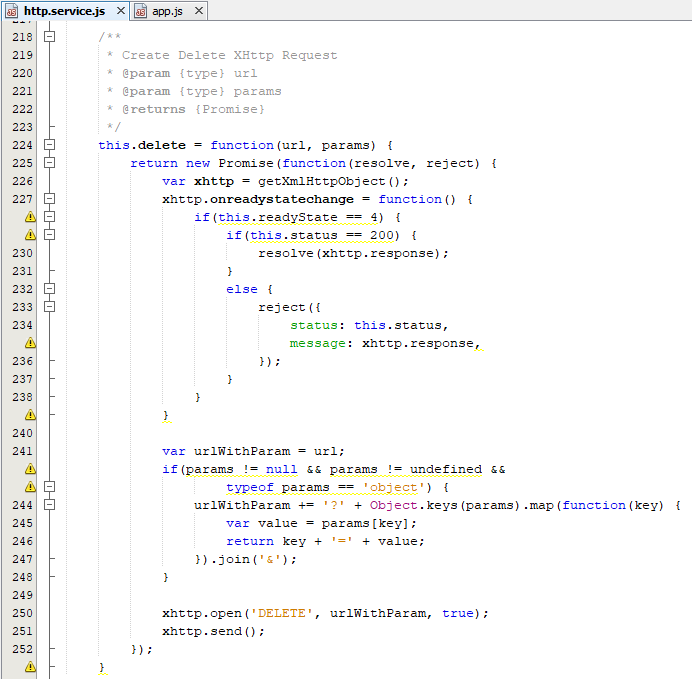 http.service.js × app.js ×
217
218 /**
219 * Create Delete XHttp Request
220 * @param {type} url
221 * @param {type} params
222 * @returns {Promise}
223 */
224 this.delete = function(url, params) {
225 return new Promise(function(resolve, reject) {
226 var xhttp = getXmlHttpObject();
227 xhttp.onreadystatechange = function() {
if(this.readyState == 4) {
if(this.status == 200) {
230 resolve(xhttp.response);
231 }
232 else {
233 reject({
234 status: this.status,
message: xhttp.response,
236 });
237 }
238 }
}
240
241 var urlWithParam = url;
if(params != null && params != undefined &&
typeof params == 'object') {
244 urlWithParam += '?' + Object.keys(params).map(function(key) {
245 var value = params[key];
246 return key + '=' + value;
247 }).join('&');
248 }
249
250 xhttp.open('DELETE', urlWithParam, true);
251 xhttp.send();
252 });
}